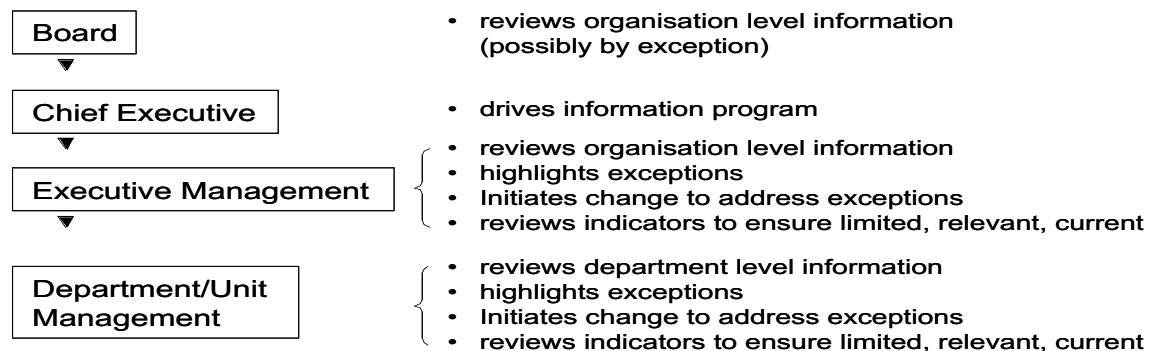 Board
• reviews organisation level information
(possibly by exception)
Chief Executive
• drives information program
Executive Management
• reviews organisation level information
• highlights exceptions
• Initiates change to address exceptions
• reviews indicators to ensure limited, relevant, current
Department/Unit
Management
• reviews department level information
• highlights exceptions
• Initiates change to address exceptions
• reviews indicators to ensure limited, relevant, current